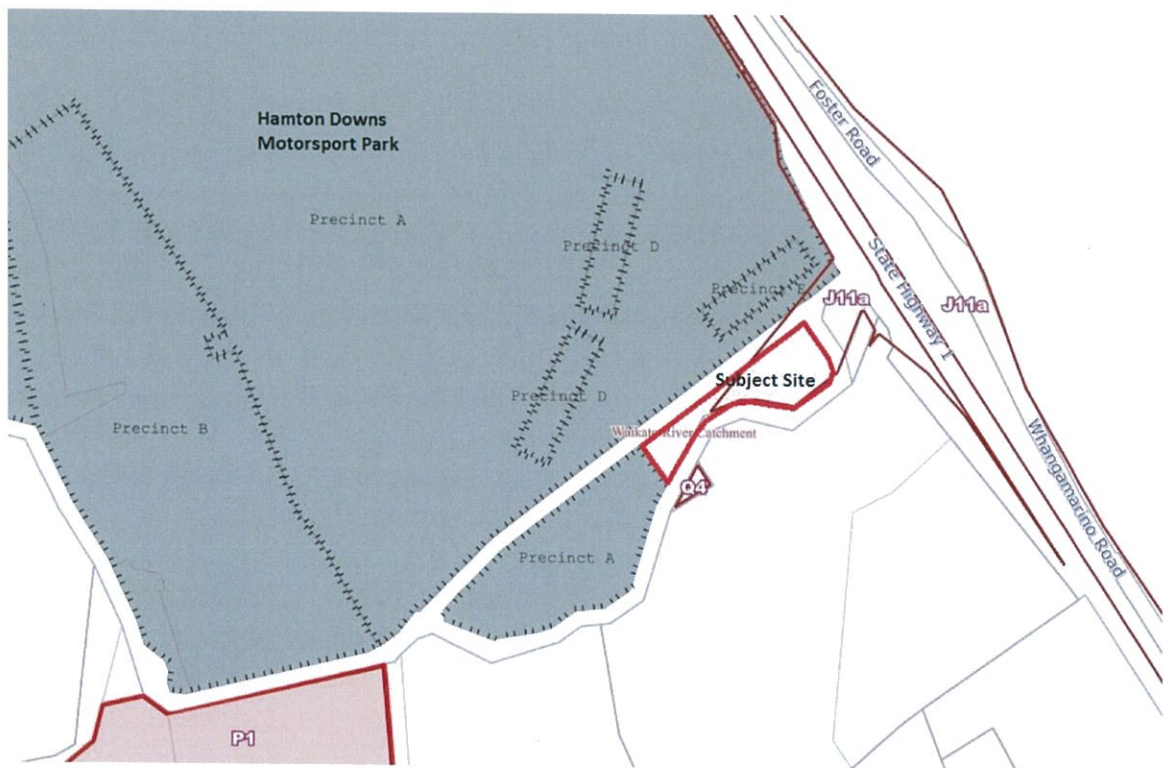 Foster Road
Hamton Downs
Motorsport Park
Precinct A
Precinct D
State Highway 1
Precinct E
J11a
J11a
Subject Site
Precinct D
Precinct B
Waikato River Catchment
Q4
Whangamarino Road
Precinct A
P1